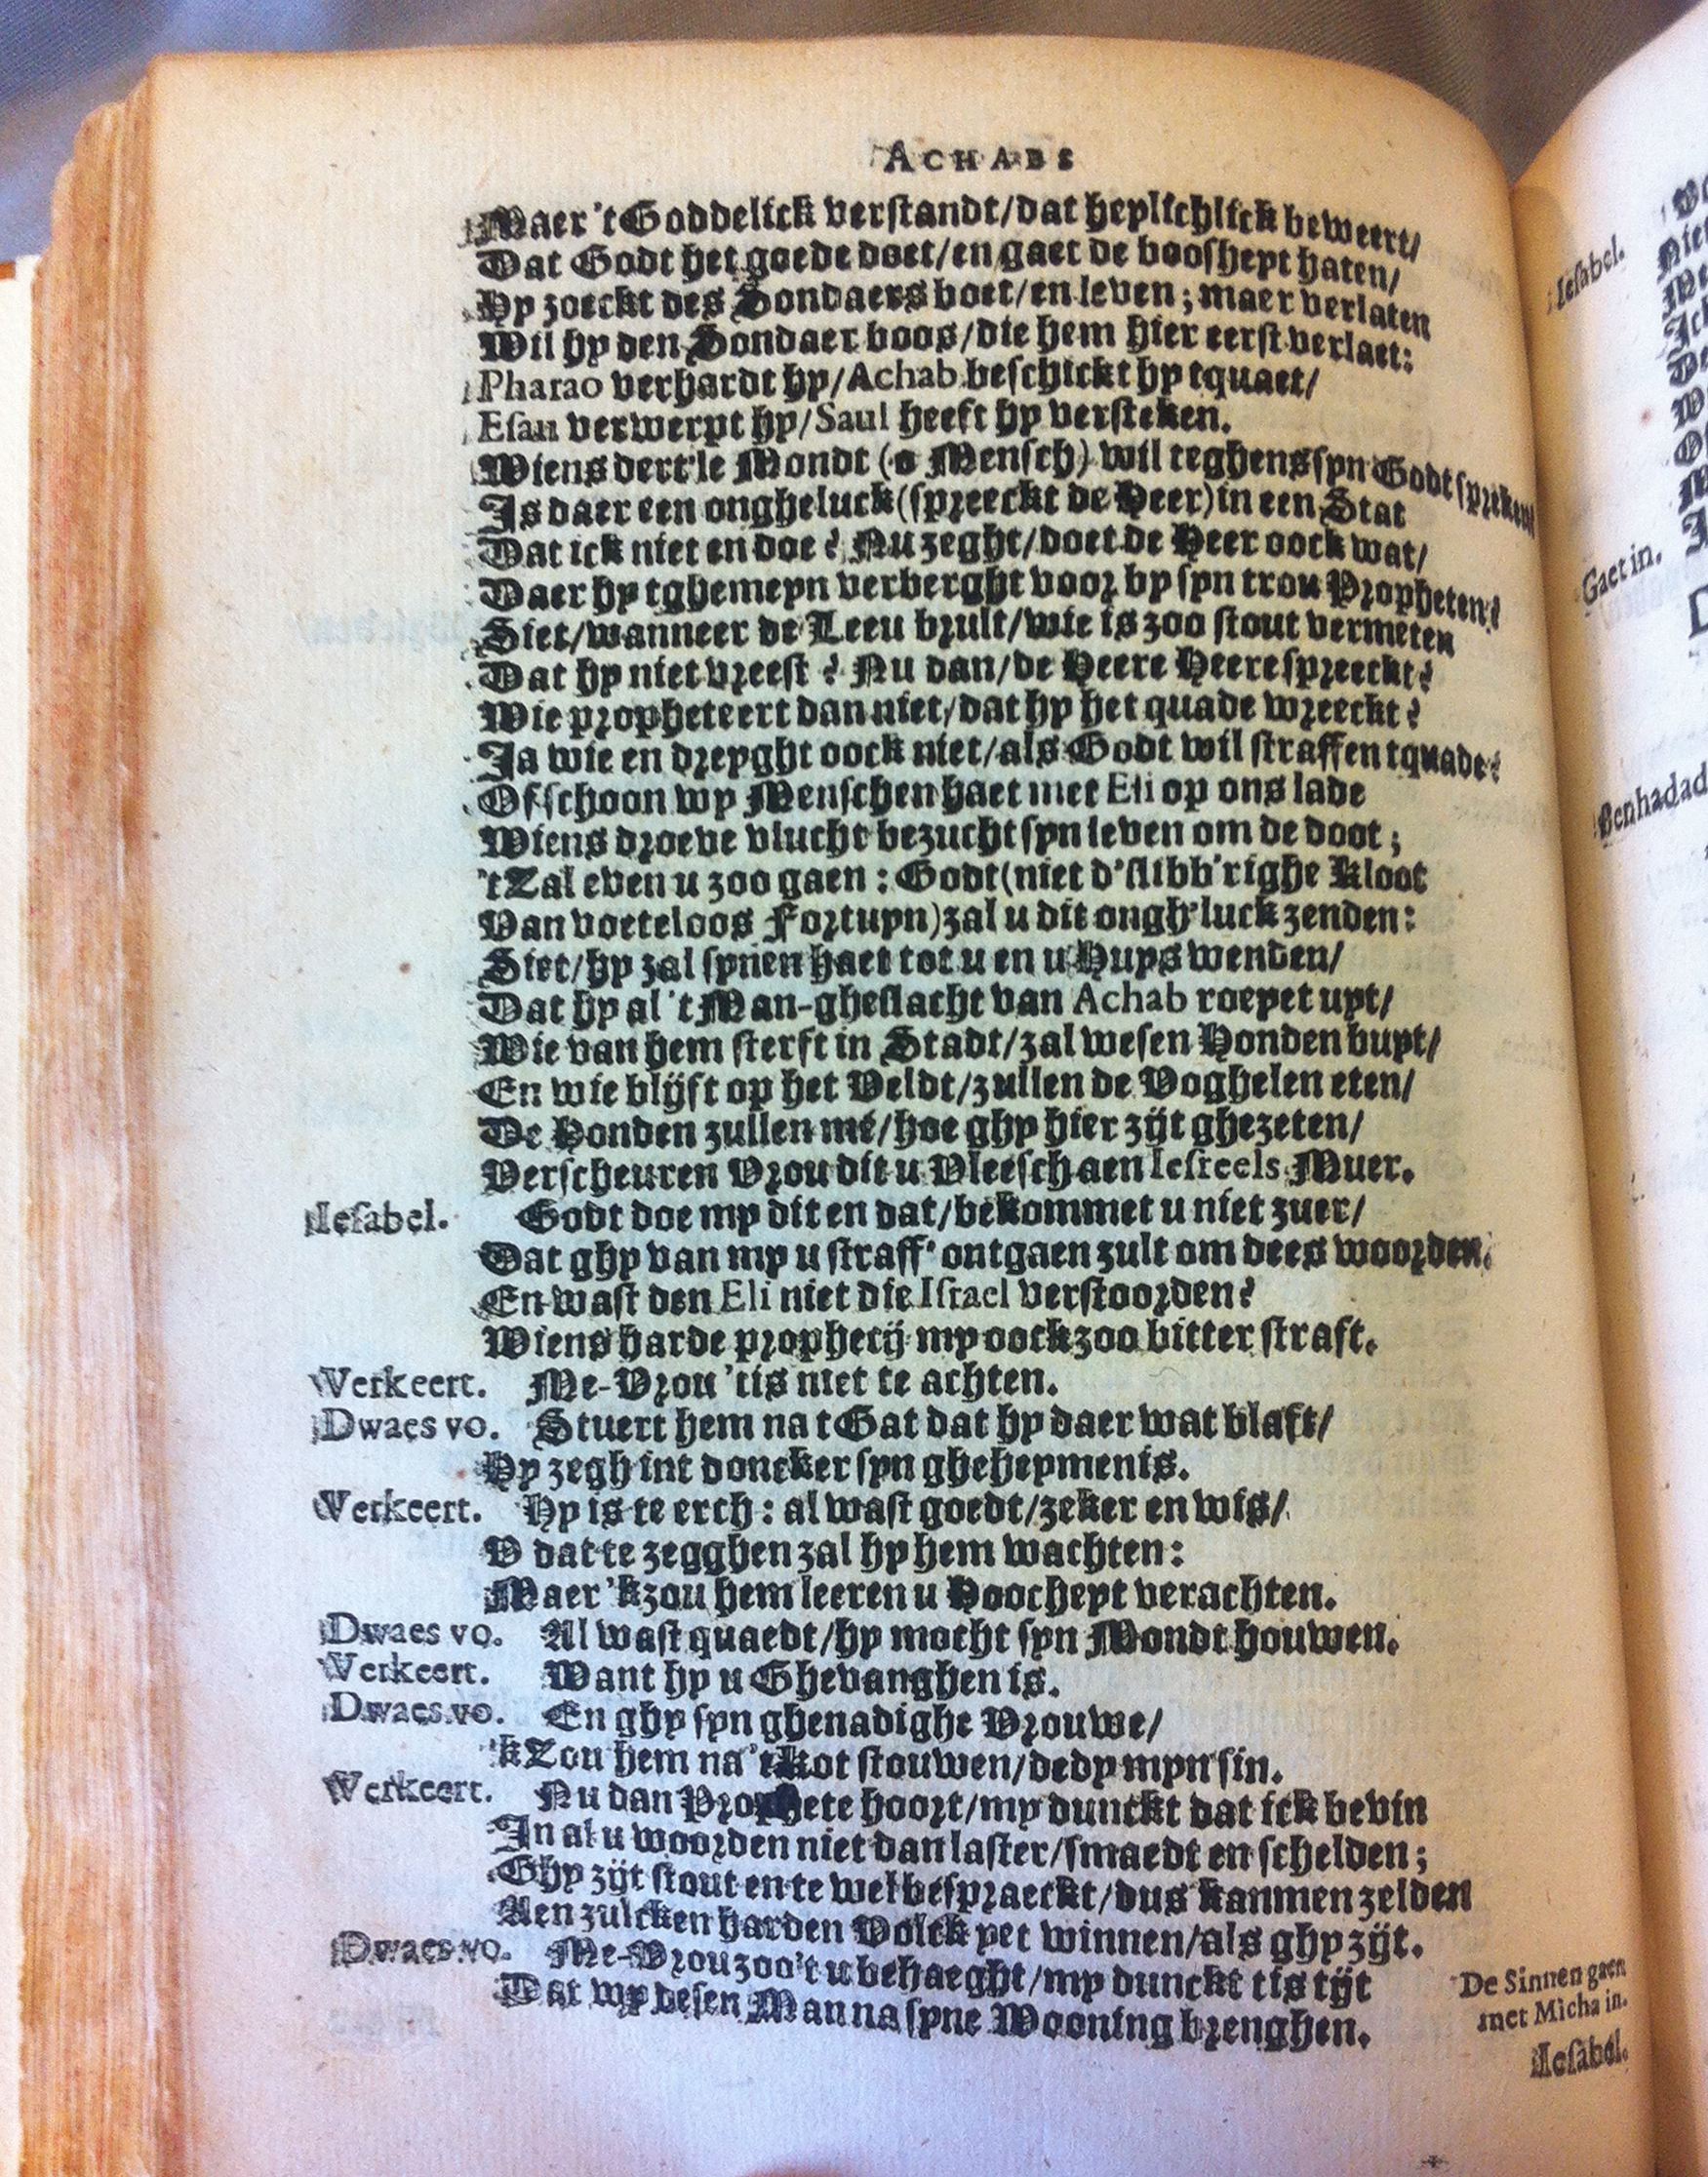 ACHABS
Maer 't Goddelick verstandt/dat heylichlick beweert/
Dat Godt het goede doet/en gaet de boosheyt haten/
Hy zoeckt des Sondaers boet/en leven; maer verlaten
Wil hy den Sondaer boos/die hem hier eerst verlaet:
Pharao verhardt hy/Achab beschickt hy tquaet/
Esau verwerpt hy/Saul heeft hy versteken.
Wiens dert'le Mondt (o Mensch) wil teghens syn Godt spreken?
Is daer een ongheluck (spreeckt de Heer) in een Stat
Dat ick niet en doe? Nu zeght/doet de Heer oock wat/
Daer hy tghemeyn verberght voor by syn trou Propheten?
Siet/wanneer de Leeu brult/wie is zoo stout vermeten
Dat hy niet vreest? Nu dan/de Heere Heere spreeckt?
Wie propheteert dan niet/dat hy het quade wreeckt?
Ja wie en dreyght oock niet/als Godt wil straffen tquade?
Of schoon wy Menschen haet met Eli op ons lade
Wiens droeve vlucht bezucht syn leven om de doot;
't Zal even u zoo gaen: Godt (niet d'slibb'righe Kloot
Van voeteloos Fortuyn) zal u dit ongh'luck zenden:
Siet/hy zal synen haet tot u en u Huys wenden/
Dat hy al 't Man-gheslacht van Achab roeyet uyt/
Wie van hem sterft in Stadt/zal wesen Honden buyt/
En wie blijft op het Veldt/zullen de Voghelen eten/
De Honden zullen mé/hoe ghy hier zijt ghezeten/
Verscheuren Vrou dit u Vleesch aen Iesreels Muer.
Iesabel. Godt doe my dit en dat/bekommet u niet zuer/
Dat ghy van my u straff' ontgaen zult om dees woorden.
En wast den Eli niet die Israel verstoorden?
Wiens harde prophecij my oock zoo bitter straft.
Verkeert. Me-Vrou 'tis niet te achten.
Dwaes vo. Stuert hem na t Gat dat hy daer wat blaft/
Hy zegh int doncker syn gheheymenis.
Verkeert. Hy is te erch: al wast goedt/zeker en wis/
V dat te zegghen zal hy hem wachten:
Maer 'k zou hem leeren u Hoocheyt verachten.
Dwaes vo. Al wast quaedt/hy mocht syn Mondt houwen.
Verkeert. Want hy u Ghevanghen is.
Dwaes vo. En ghy syn ghenadighe Vrouwe/
'k Zou hem na 't kot stouwen/dedy myn sin.
Verkeert. Nu dan Prophete hoort/my dunckt dat ick bevin
In al u woorden niet dan laster/smaedt en schelden;
Ghy zijt stout en te wel bespraeckt/dus kanmen zelden
Aen zulcken harden Volck yet winnen/als ghy zijt.
Dwaes vo. Me-Vrou zoo't u behaeght/my dunckt tis tijt
Dat wy desen Man na syne Wooning brenghen.
De Sinnen gaen
met Micha in.
Iesabel.
Iesabel.
Gaet in.
Benhadad